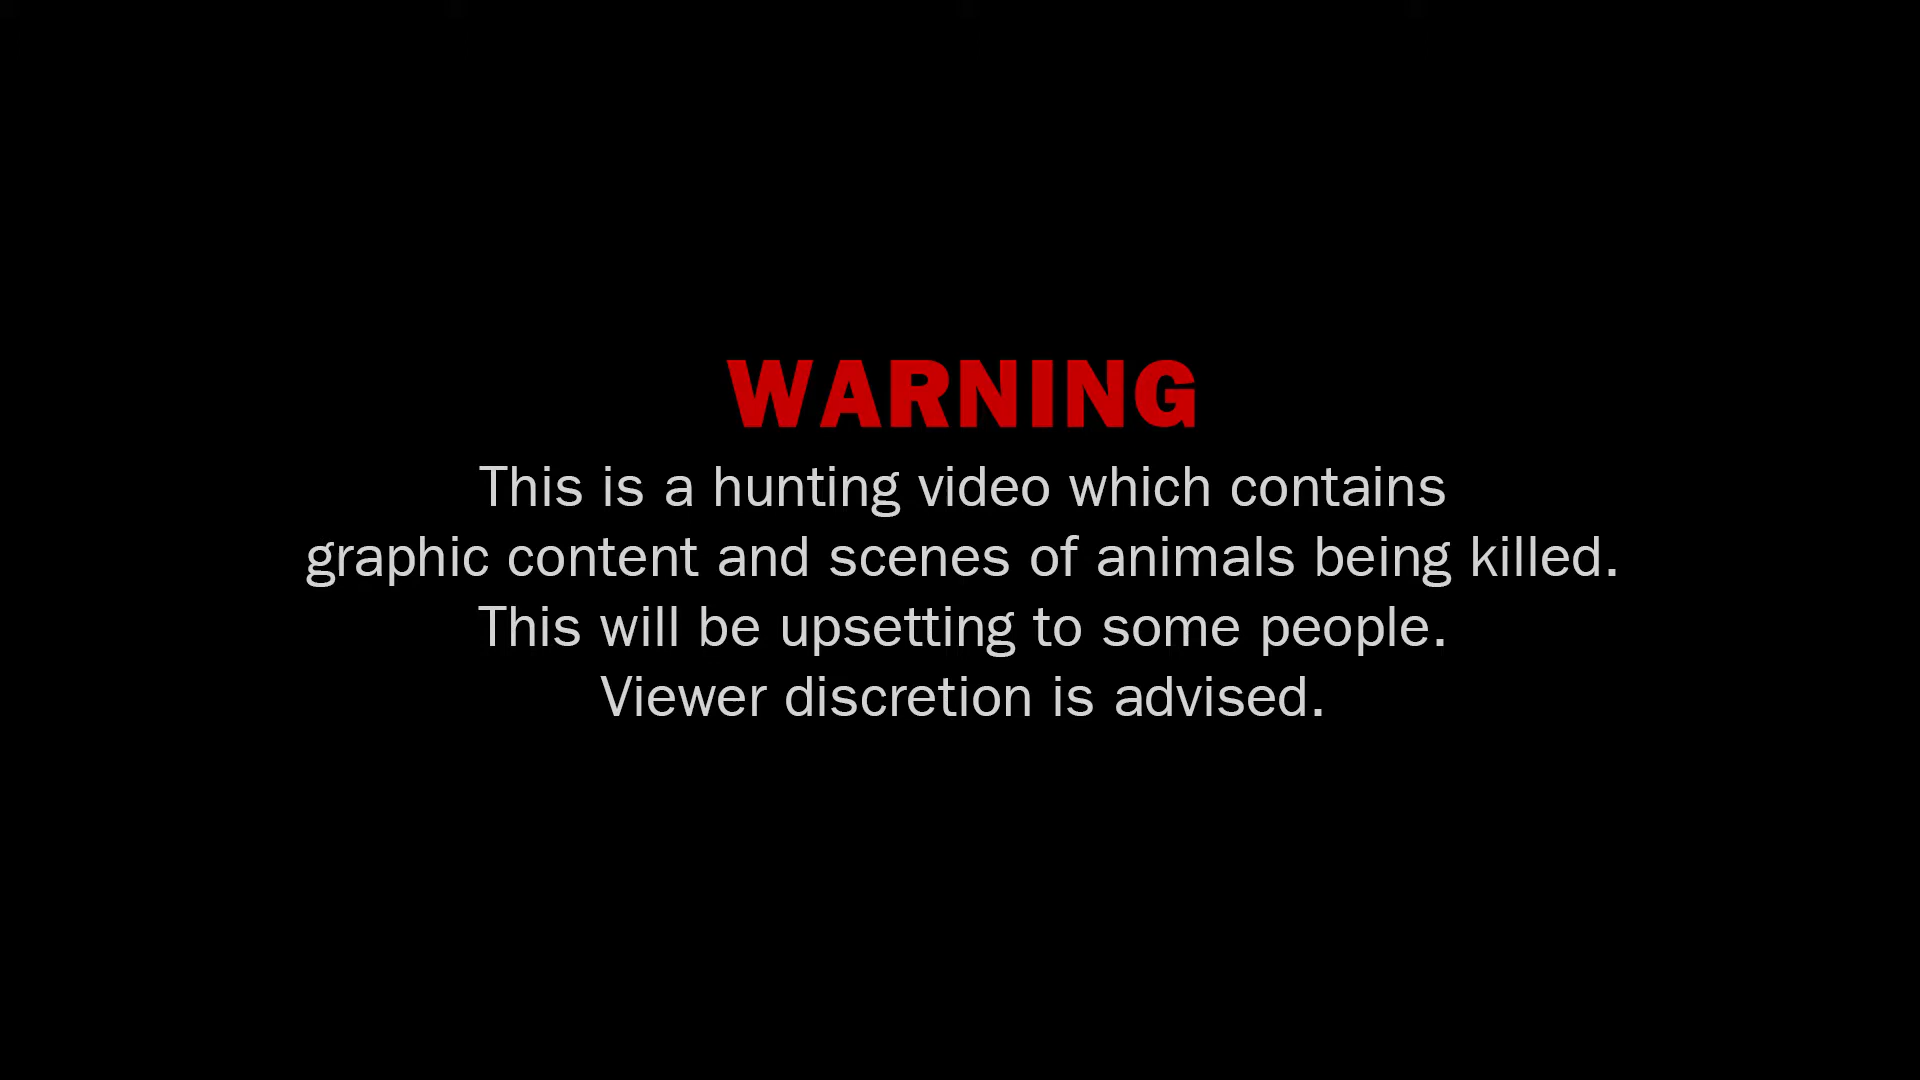 WARNING
This is a hunting video which contains
graphic content and scenes of animals being killed.
This will be upsetting to some people.
Viewer discretion is advised.